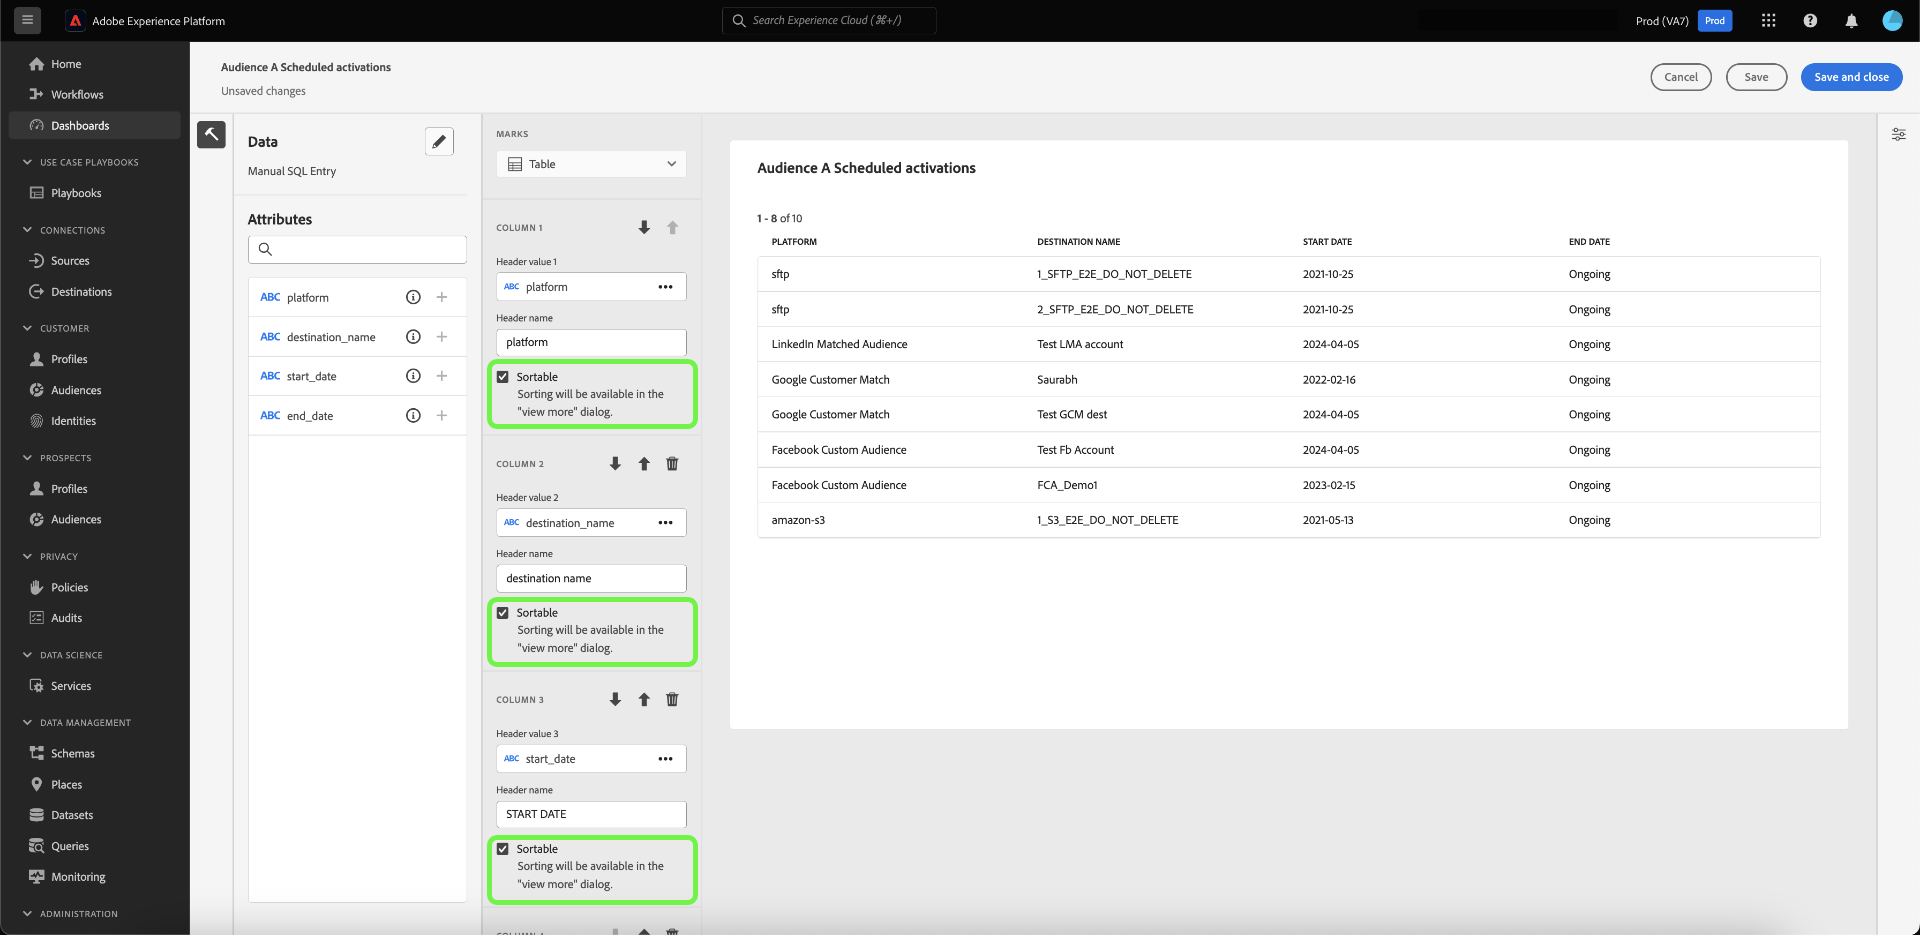 Adobe Experience Platform
Search Experience Cloud (⌘+/)
Prod (VA7)
Prod
Home
Workflows
Dashboards
USE CASE PLAYBOOKS
Playbooks
CONNECTIONS
Sources
Destinations
CUSTOMER
Profiles
Audiences
Identities
PROSPECTS
Profiles
Audiences
PRIVACY
Policies
Audits
DATA SCIENCE
Services
DATA MANAGEMENT
Schemas
Places
Datasets
Queries
Monitoring
ADMINISTRATION
Audience A Scheduled activations
Unsaved changes
Cancel
Save
Save and close
Data
Manual SQL Entry
Attributes
ABC platform
ABC destination_name
ABC start_date
ABC end_date
MARKS
Table
COLUMN 1
Header value 1
ABC platform
Header name
platform
Sortable
Sorting will be available in the
"view more" dialog.
COLUMN 2
Header value 2
ABC destination_name
Header name
destination name
Sortable
Sorting will be available in the
"view more" dialog.
COLUMN 3
Header value 3
ABC start_date
Header name
START DATE
Sortable
Sorting will be available in the
"view more" dialog.
COLUMN 4
Audience A Scheduled activations
1 - 8 of 10
PLATFORM DESTINATION NAME START DATE END DATE
sftp 1_SFTP_E2E_DO_NOT_DELETE 2021-10-25 Ongoing
sftp 2_SFTP_E2E_DO_NOT_DELETE 2021-10-25 Ongoing
LinkedIn Matched Audience Test LMA account 2024-04-05 Ongoing
Google Customer Match Saurabh 2022-02-16 Ongoing
Google Customer Match Test GCM dest 2024-04-05 Ongoing
Facebook Custom Audience Test Fb Account 2024-04-05 Ongoing
Facebook Custom Audience FCA_Demo1 2023-02-15 Ongoing
amazon-s3 1_S3_E2E_DO_NOT_DELETE 2021-05-13 Ongoing